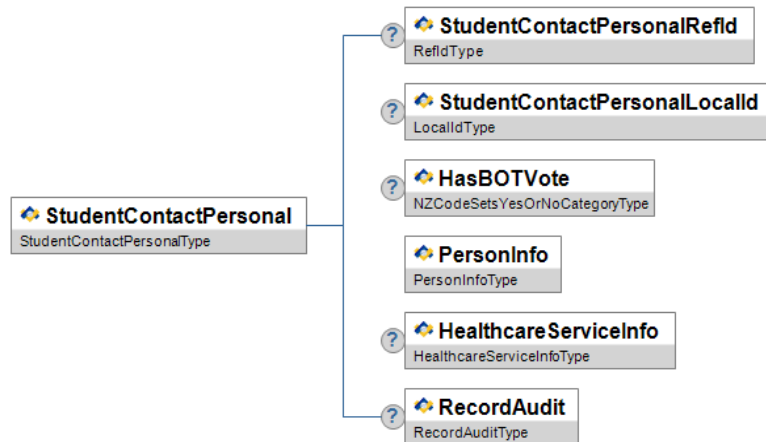 ?
StudentContactPersonalRefId
RefIdType
?
StudentContactPersonalLocalId
LocalIdType
?
HasBOTVote
NZCodeSetsYesOrNoCategoryType
StudentContactPersonal
StudentContactPersonalType
PersonInfo
PersonInfoType
?
HealthcareServiceInfo
HealthcareServiceInfoType
?
RecordAudit
RecordAuditType